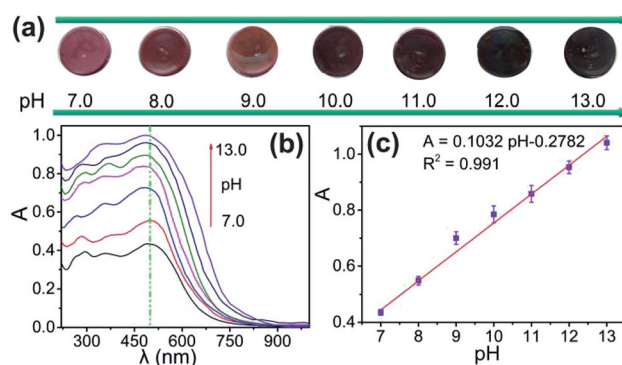 (a)
pH 7.0 8.0 9.0 10.0 11.0 12.0 13.0
(b)
13.0
pH
7.0
A
1.0
0.8
0.6
0.4
0.2
0.0
300 450 600 750 900
λ (nm)
(c)
A = 0.1032 pH-0.2782
R² = 0.991
A
1.0
0.8
0.6
0.4
7 8 9 10 11 12 13
pH